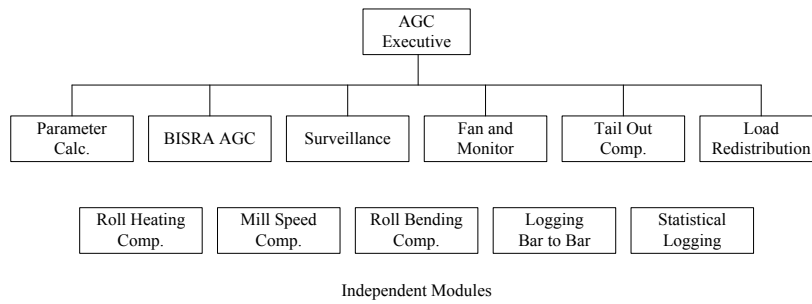 AGC
Executive
Parameter
Calc.
BISRA AGC
Surveillance
Fan and
Monitor
Tail Out
Comp.
Load
Redistribution
Roll Heating
Comp.
Mill Speed
Comp.
Roll Bending
Comp.
Logging
Bar to Bar
Statistical
Logging
Independent Modules